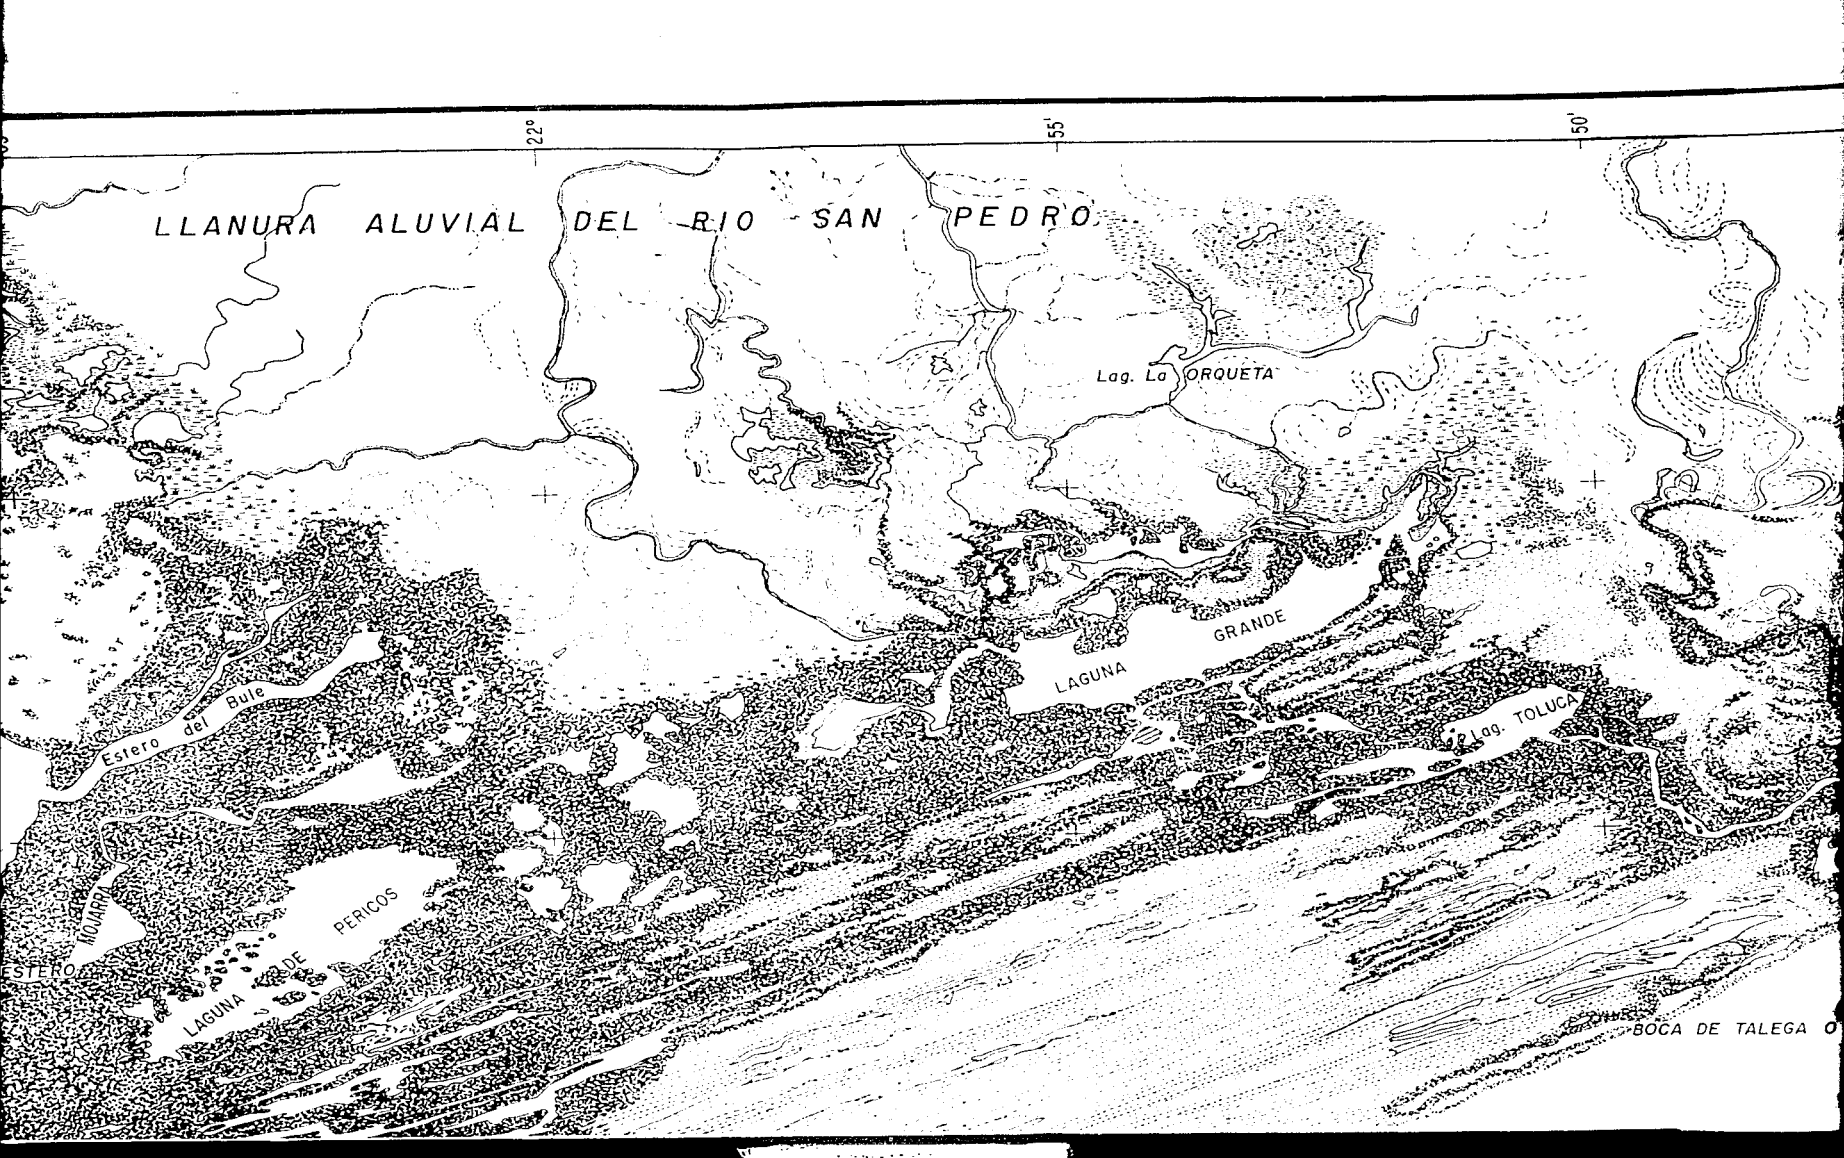 22°
55'
50'
LLANURA ALUVIAL DEL RIO SAN PEDRO
Lag. La ORQUETA
LAGUNA GRANDE
Lag. TOLUCA
Estero del Bule
LAGUNA DE PERICOS
MOJARRA
ESTERO
BOCA DE TALEGA O